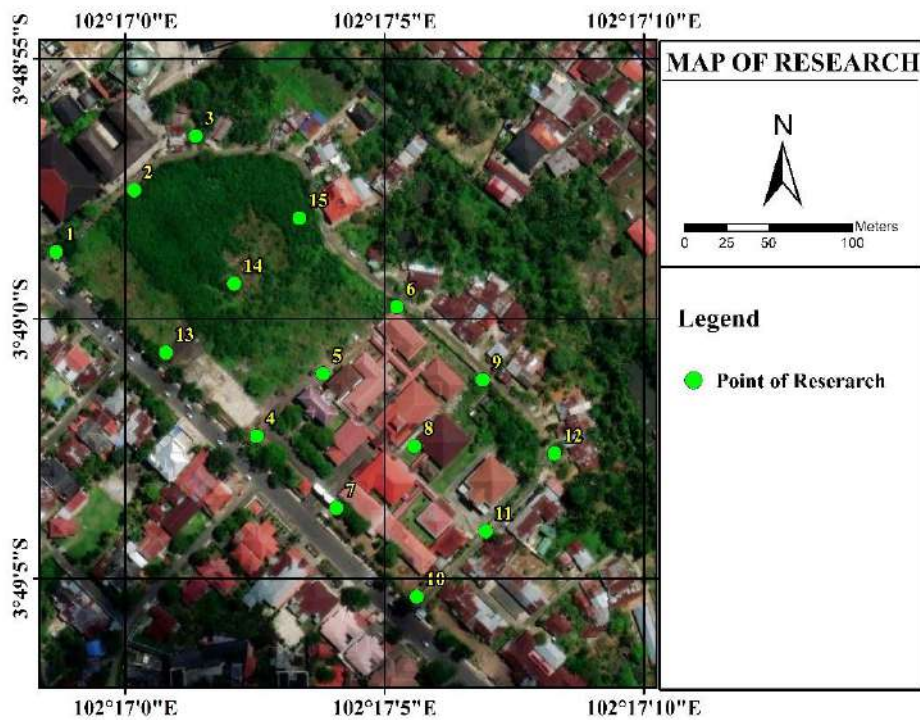 102°17'0"E 102°17'5"E 102°17'10"E
3°48'55"S
3°49'0"S
3°49'5"S
3
2
15
1
14
6
13
5
9
4
8
12
7
11
10
102°17'0"E 102°17'5"E 102°17'10"E
MAP OF RESEARCH
N
Meters
0 25 50 100
Legend
Point of Reserarch